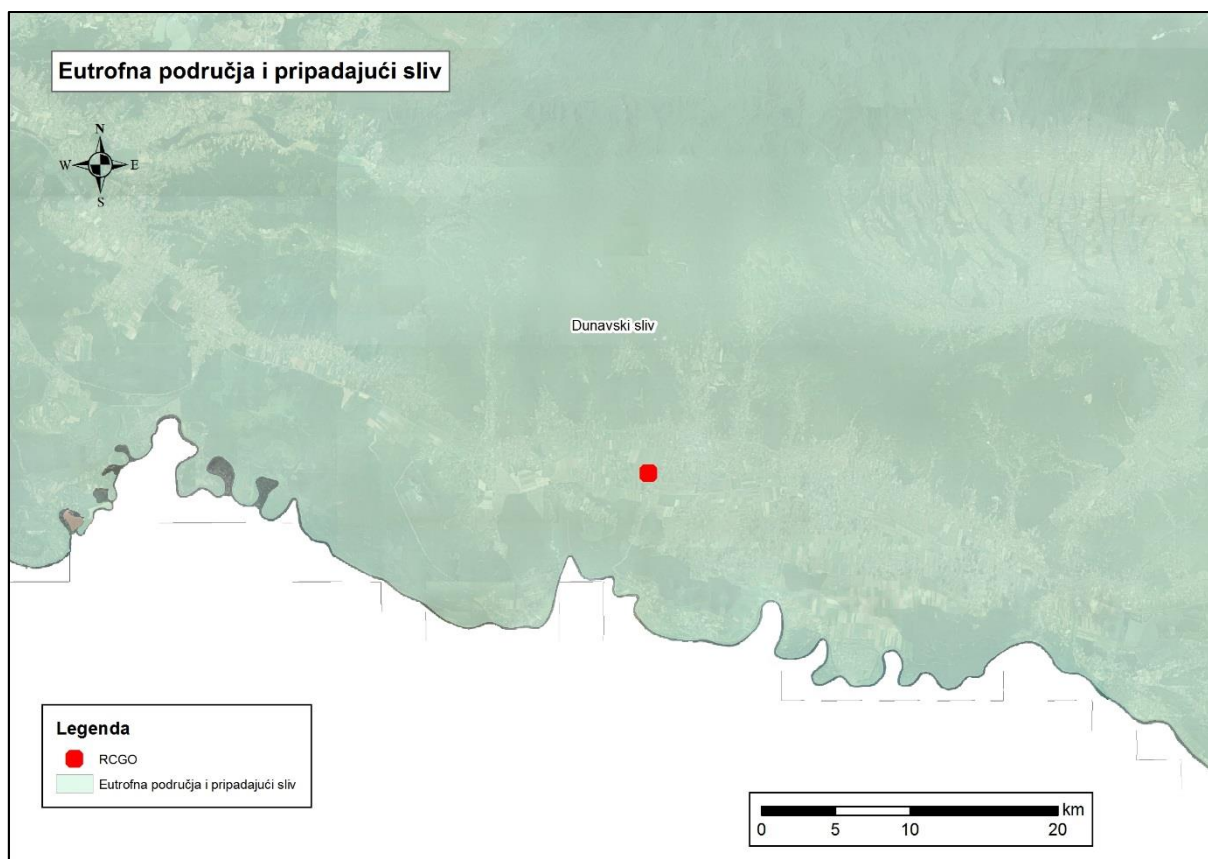 Eutrofna područja i pripadajući sliv
N
W E
S
Dunavski sliv
Legenda
RCGO
Eutrofna područja i pripadajući sliv
km
0 5 10 20